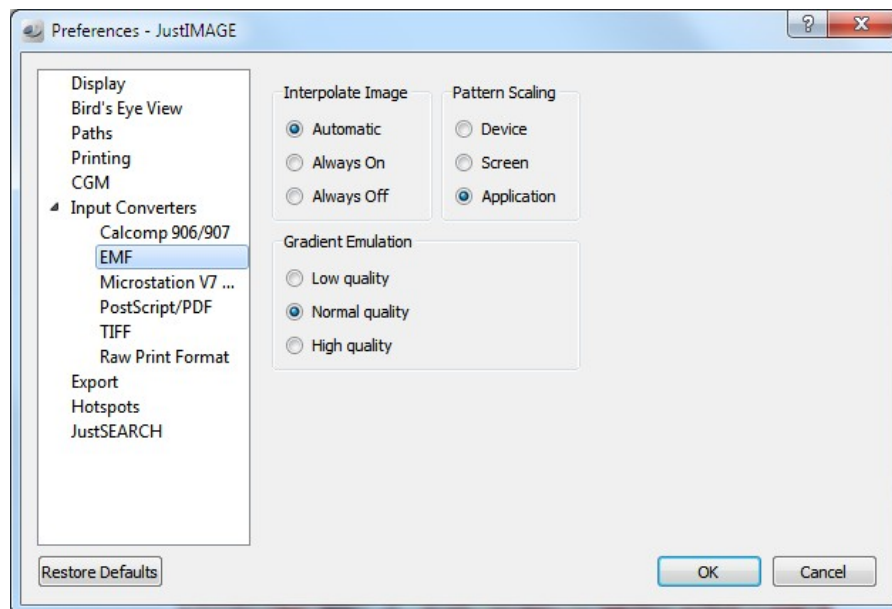 Preferences - JustIMAGE
Display
Bird's Eye View
Paths
Printing
CGM
Input Converters
Calcomp 906/907
EMF
Microstation V7 ...
PostScript/PDF
TIFF
Raw Print Format
Export
Hotspots
JustSEARCH
Interpolate Image
Automatic
Always On
Always Off
Pattern Scaling
Device
Screen
Application
Gradient Emulation
Low quality
Normal quality
High quality
Restore Defaults
OK
Cancel